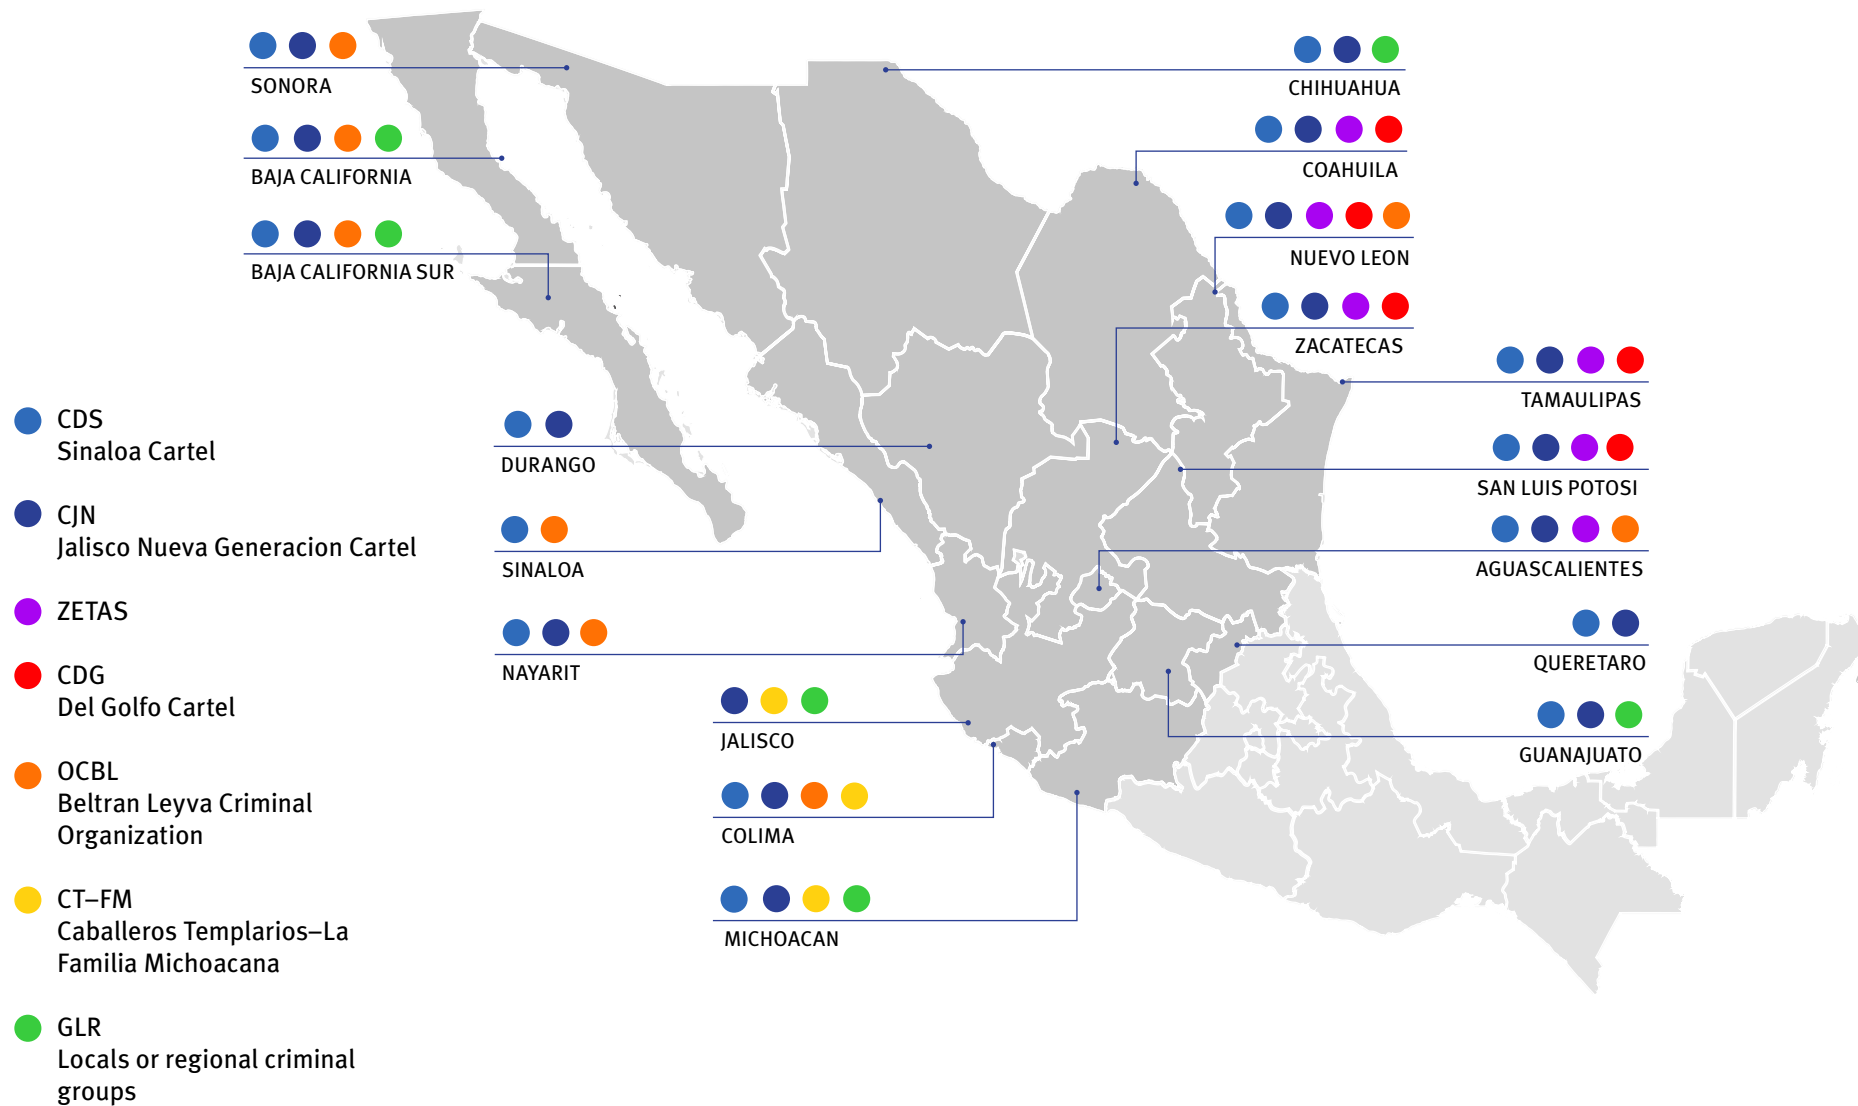 SONORA
BAJA CALIFORNIA
BAJA CALIFORNIA SUR
CHIHUAHUA
COAHUILA
NUEVO LEON
ZACATECAS
TAMAULIPAS
SAN LUIS POTOSI
AGUASCALIENTES
QUERETARO
GUANAJUATO
DURANGO
SINALOA
NAYARIT
JALISCO
COLIMA
MICHOACAN
CDS
Sinaloa Cartel
CJN
Jalisco Nueva Generacion Cartel
ZETAS
CDG
Del Golfo Cartel
OCBL
Beltran Leyva Criminal
Organization
CT–FM
Caballeros Templarios–La
Familia Michoacana
GLR
Locals or regional criminal
groups